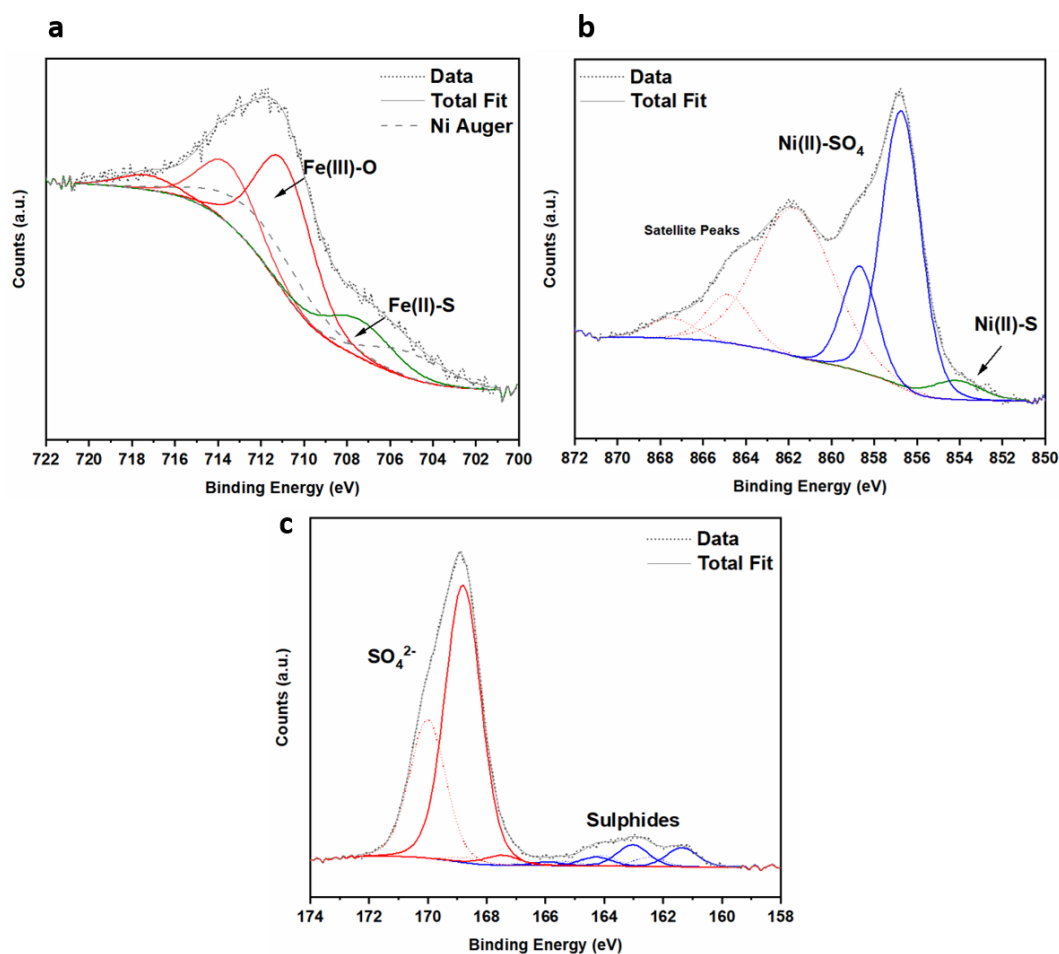 a
Data
Total Fit
Ni Auger
Fe(III)-O
Fe(II)-S
Counts (a.u.)
722 720 718 716 714 712 710 708 706 704 702 700
Binding Energy (eV)
b
Data
Total Fit
Ni(II)-SO₄
Satellite Peaks
Ni(II)-S
Counts (a.u.)
872 870 868 866 864 862 860 858 856 854 852 850
Binding Energy (eV)
c
Data
Total Fit
SO₄²⁻
Sulphides
Counts (a.u.)
174 172 170 168 166 164 162 160 158
Binding Energy (eV)